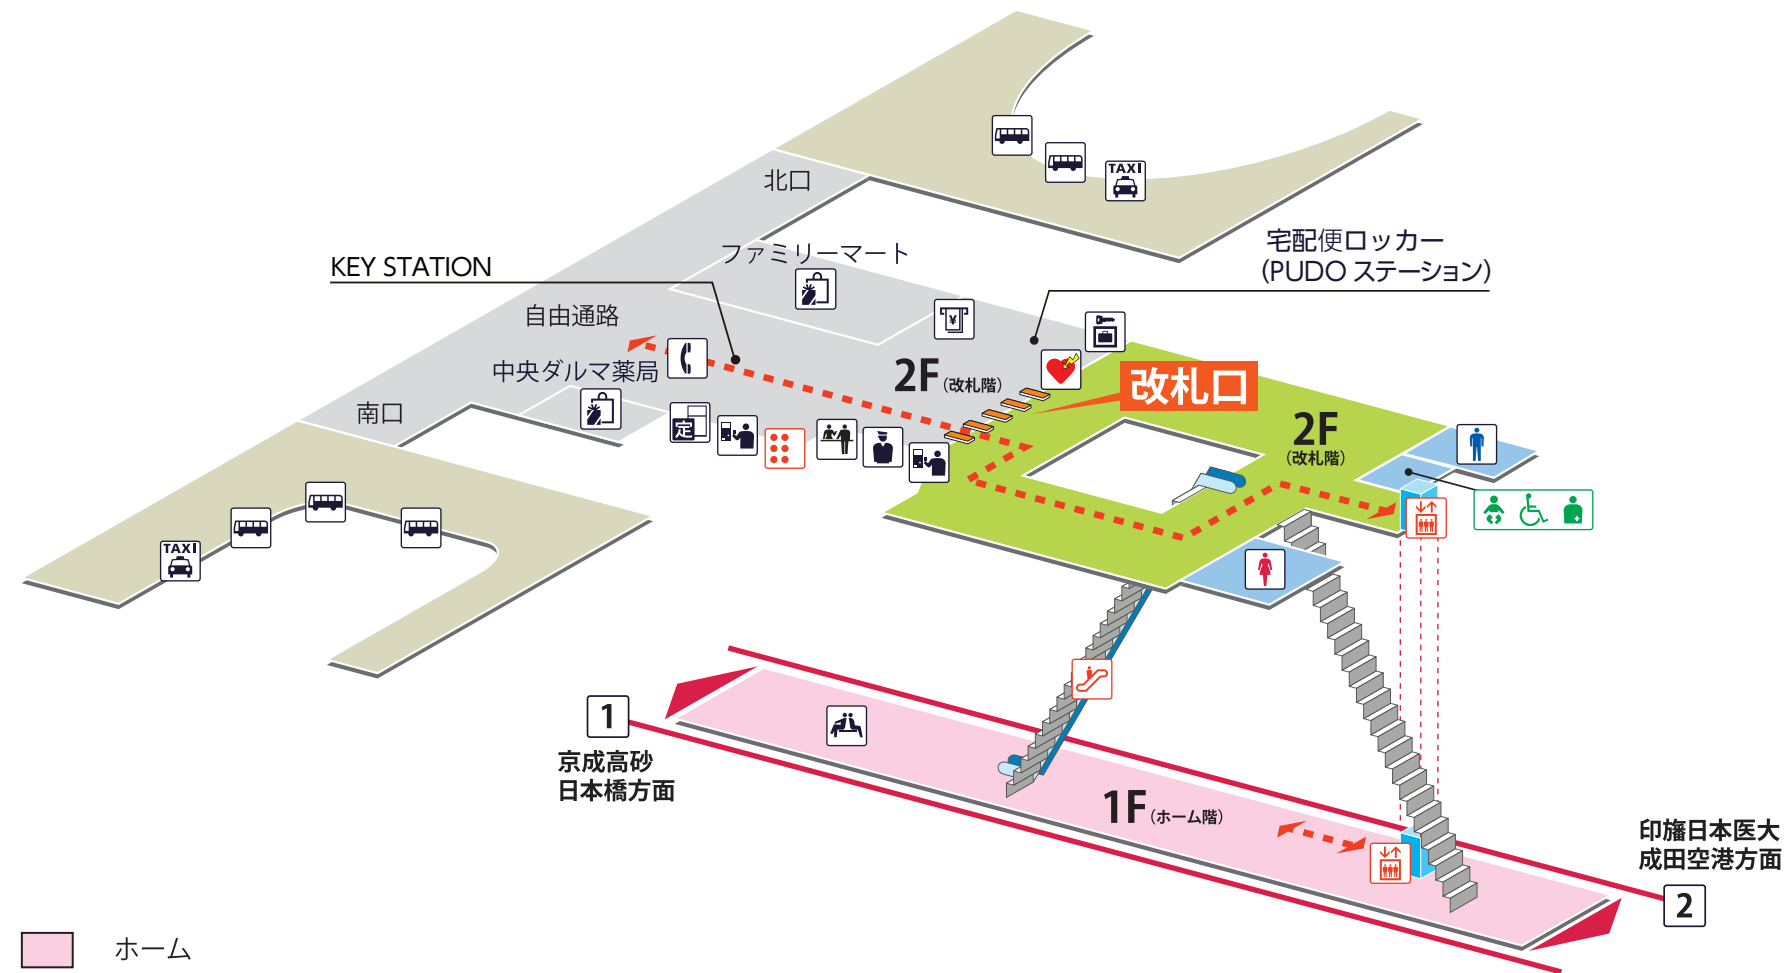 TAXI
北口
ファミリーマート
宅配便ロッカー
(PUDO ステーション)
KEY STATION
自由通路
¥
中央ダルマ薬局
2F(改札階)
改札口
南口
定
2F
(改札階)
TAXI
1
京成高砂
日本橋方面
1F(ホーム階)
印旛日本医大
成田空港方面
2
ホーム